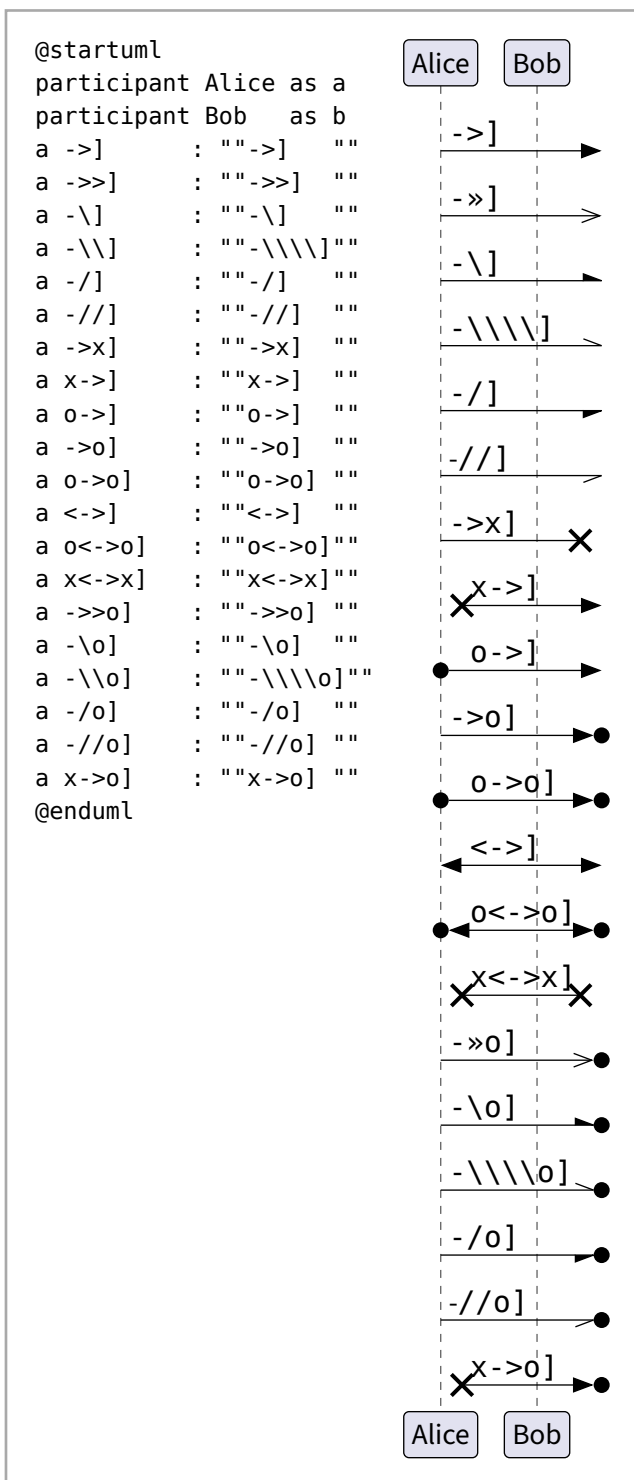 @startuml
participant Alice as a
participant Bob   as b
a ->]      : ""->]   ""
a ->>]     : ""->>]  ""
a -\]      : ""-\]   ""
a -\\]     : ""-\\\\]""
a -/]      : ""-/]   ""
a -//]     : ""-//]  ""
a ->x]     : ""->x]  ""
a x->]     : ""x->]  ""
a o->]     : ""o->]  ""
a ->o]     : ""->o]  ""
a o->o]    : ""o->o] ""
a <->]     : ""<->]  ""
a o<->o]   : ""o<->o]""
a x<->x]   : ""x<->x]""
a ->>o]    : ""->>o] ""
a -\o]     : ""-\o]  ""
a -\\o]    : ""-\\\\o]""
a -/o]     : ""-/o]  ""
a -//o]    : ""-//o] ""
a x->o]    : ""x->o] ""
@enduml
Alice Bob
->]
-»]
-\]
-\\\\]
-/]
-//]
->x]
x->]
o->]
->o]
o->o]
<->]
o<->o]
x<->x]
-»o]
-\o]
-\\\\o]
-/o]
-//o]
x->o]
Alice Bob